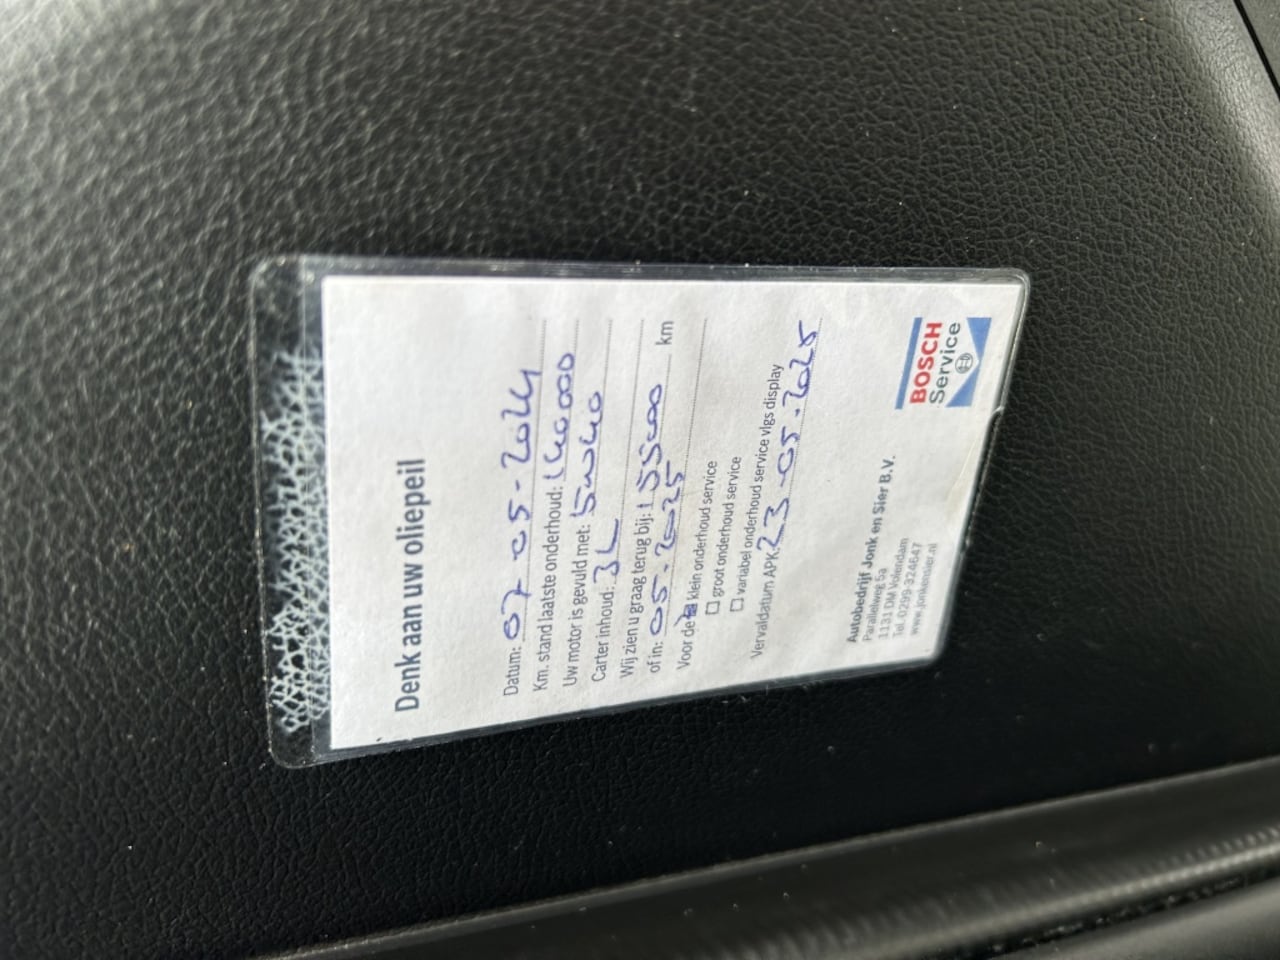 Denk aan uw oliepeil
Datum: 07-05-2024
Km. stand laatste onderhoud: 140000
Uw motor is gevuld met: 5w40
Carter inhoud: 3L
Wij zien u graag terug bij: 155000 km
of in: 05.2025
Voor de klein onderhoud service
groot onderhoud service
variabel onderhoud service vlgs display
Vervaldatum APK: 23-05-2025
Autobedrijf Jonk en Sier B.V.
Parallelweg 5a
1131 DM Volendam
Tel. 0299-324647
www.jonkensier.nl
BOSCH
Service